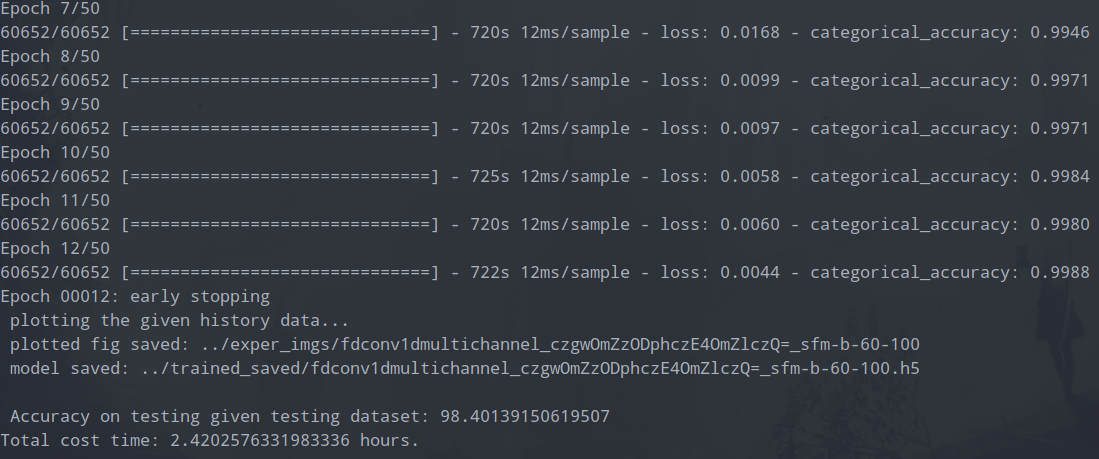 Epoch 7/50
60652/60652 [==============================] - 720s 12ms/sample - loss: 0.0168 - categorical_accuracy: 0.9946
Epoch 8/50
60652/60652 [==============================] - 720s 12ms/sample - loss: 0.0099 - categorical_accuracy: 0.9971
Epoch 9/50
60652/60652 [==============================] - 720s 12ms/sample - loss: 0.0097 - categorical_accuracy: 0.9971
Epoch 10/50
60652/60652 [==============================] - 725s 12ms/sample - loss: 0.0058 - categorical_accuracy: 0.9984
Epoch 11/50
60652/60652 [==============================] - 720s 12ms/sample - loss: 0.0060 - categorical_accuracy: 0.9980
Epoch 12/50
60652/60652 [==============================] - 722s 12ms/sample - loss: 0.0044 - categorical_accuracy: 0.9988
Epoch 00012: early stopping
 plotting the given history data...
 plotted fig saved: ../exper_imgs/fdconv1dmultichannel_czgwOmZzODphczE4OmZlczQ=_sfm-b-60-100
 model saved: ../trained_saved/fdconv1dmultichannel_czgwOmZzODphczE4OmZlczQ=_sfm-b-60-100.h5

 Accuracy on testing given testing dataset: 98.40139150619507
Total cost time: 2.4202576331983336 hours.